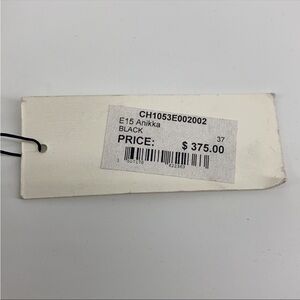 CH1053E002002
E15 Anikka
BLACK 37
PRICE: $ 375.00